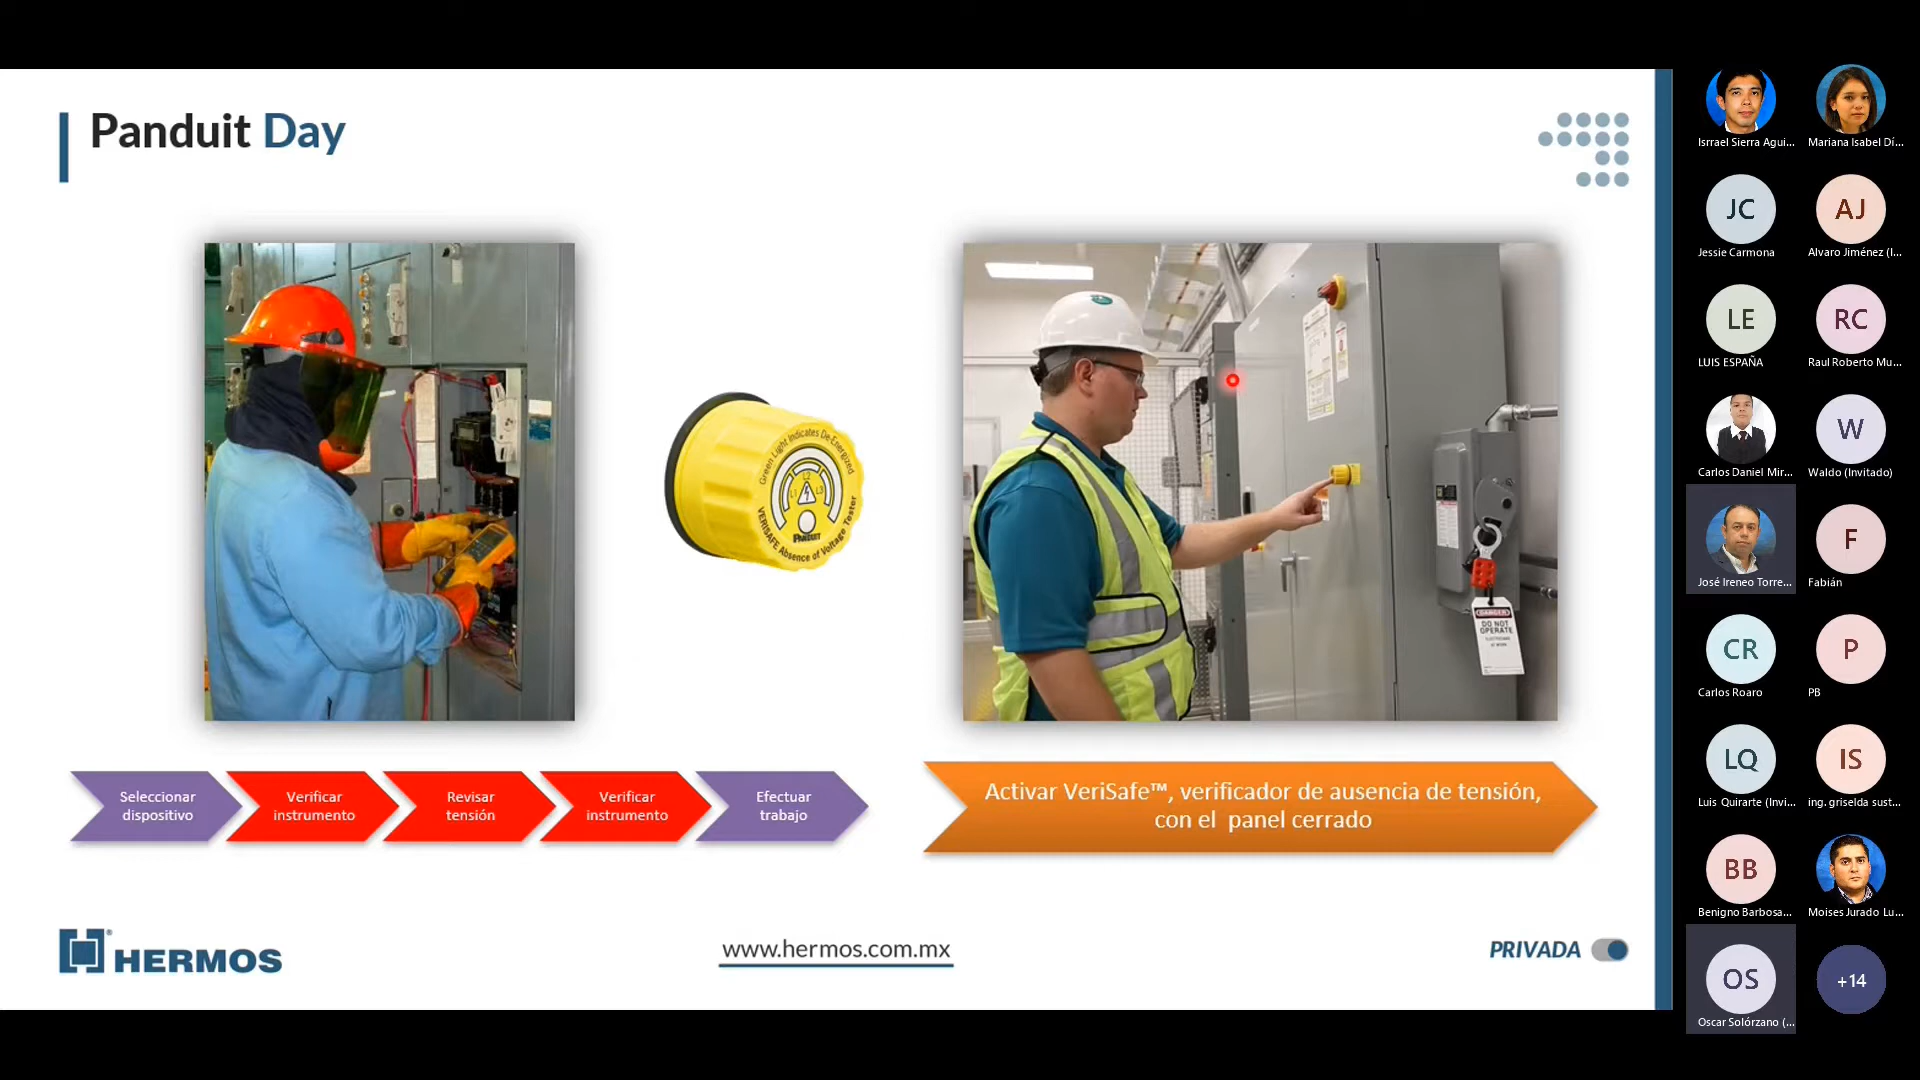 Panduit Day
Green Light Indicates De-Energized
L1
L2
L3
PANDUIT
VERISAFE Absence of Voltage Tester
DANGER
DO NOT
OPERATE
Seleccionar
dispositivo
Verificar
instrumento
Revisar
tensión
Verificar
instrumento
Efectuar
trabajo
Activar VeriSafe™, verificador de ausencia de tensión,
con el panel cerrado
HERMOS
www.hermos.com.mx
PRIVADA
Isrrael Sierra Agui...
Mariana Isabel Dí...
JC
Jessie Carmona
AJ
Alvaro Jiménez (I...
LE
LUIS ESPAÑA
RC
Raul Roberto Mu...
Carlos Daniel Mir...
W
Waldo (Invitado)
José Ireneo Torre...
F
Fabián
CR
Carlos Roaro
P
PB
LQ
Luis Quirarte (Invi...
IS
ing. griselda sust...
BB
Benigno Barbosa...
Moises Jurado Lu...
OS
Oscar Solórzano (...
+14